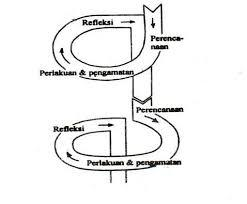 Refleksi
Perenca-
naan
Perlakuan & pengamatan
Perencanaan
Refleksi
Perlakuan & pengamatan